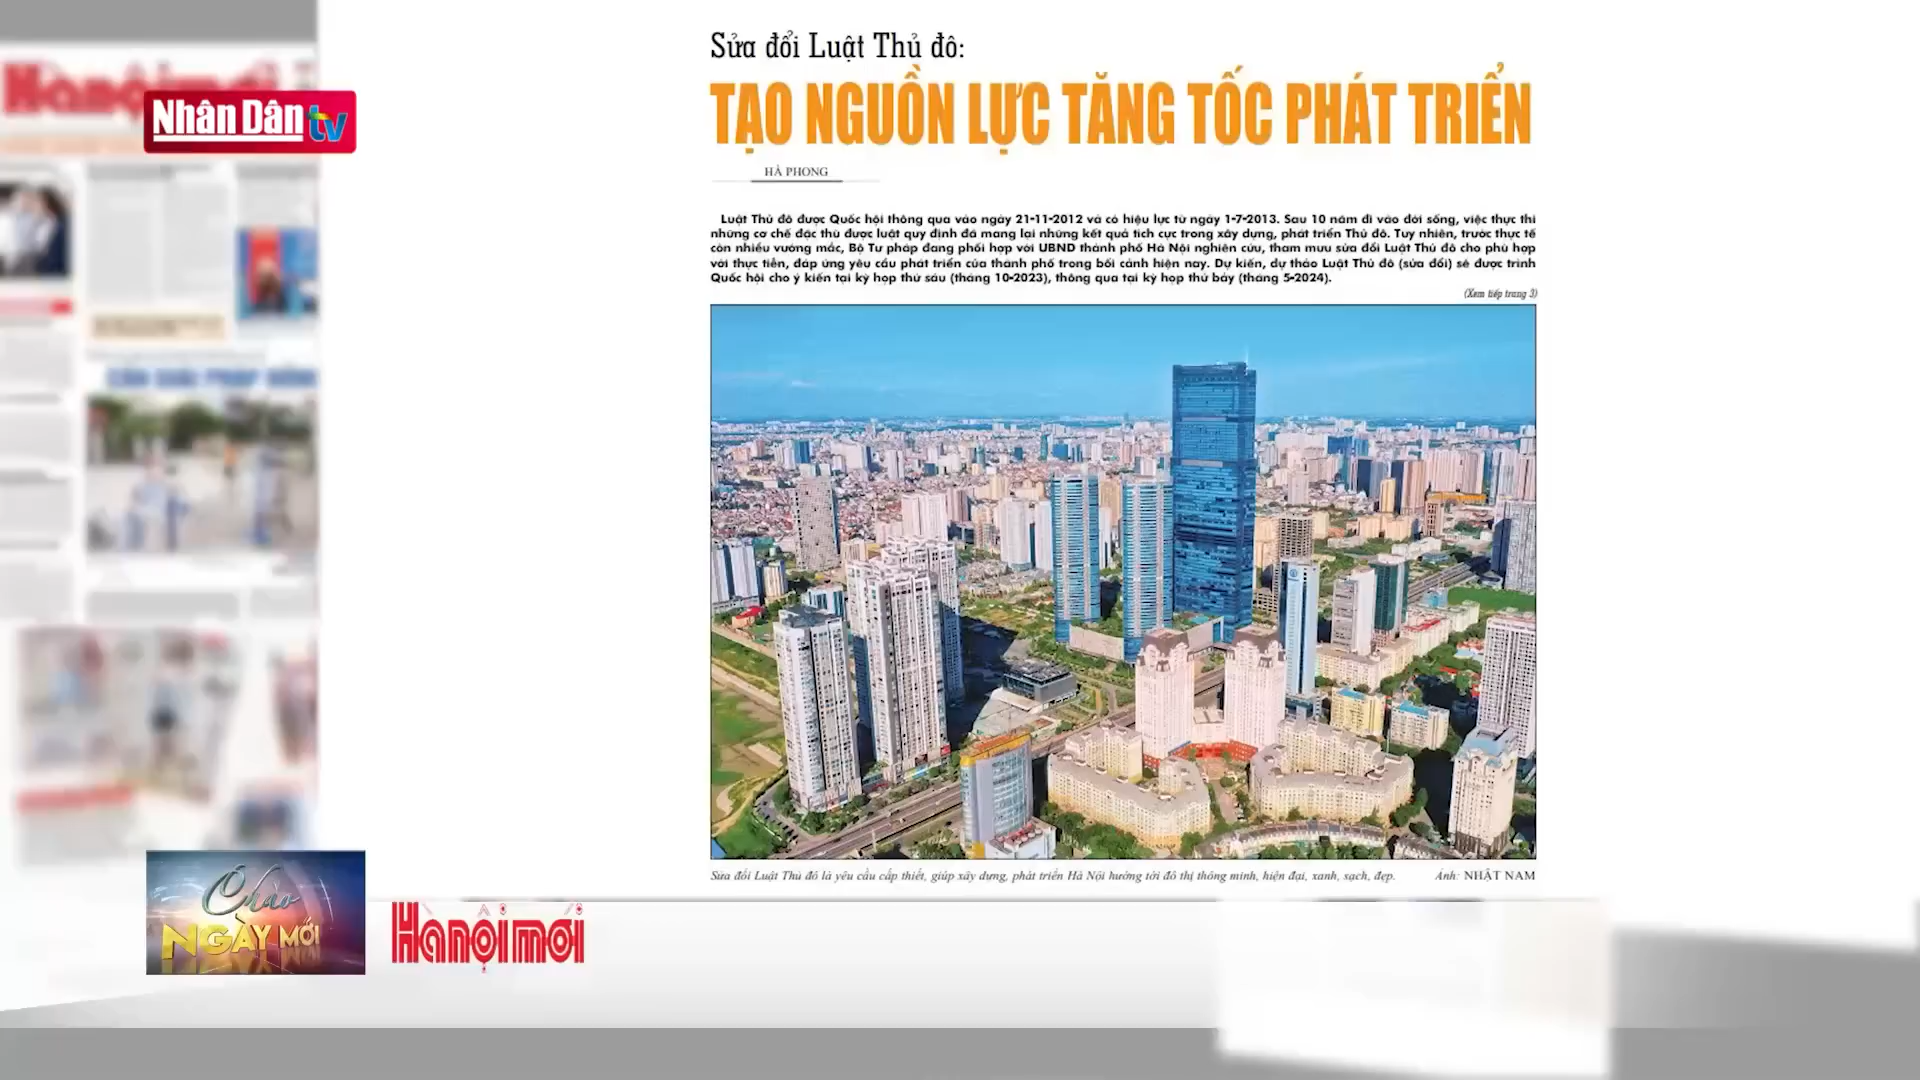 Nhân Dân tv
Sửa đổi Luật Thủ đô:
TẠO NGUỒN LỰC TĂNG TỐC PHÁT TRIỂN
HÀ PHONG
Luật Thủ đô được Quốc hội thông qua vào ngày 21-11-2012 và có hiệu lực từ ngày 1-7-2013. Sau 10 năm đi vào đời sống, việc thực thi
những cơ chế đặc thù được luật quy định đã mang lại những kết quả tích cực trong xây dựng, phát triển Thủ đô. Tuy nhiên, trước thực tế
còn nhiều vướng mắc, Bộ Tư pháp đang phối hợp với UBND thành phố Hà Nội nghiên cứu, tham mưu sửa đổi Luật Thủ đô cho phù hợp
với thực tiễn, đáp ứng yêu cầu phát triển của thành phố trong bối cảnh hiện nay. Dự kiến, dự thảo Luật Thủ đô (sửa đổi) sẽ được trình
Quốc hội cho ý kiến tại kỳ họp thứ sáu (tháng 10-2023), thông qua tại kỳ họp thứ bảy (tháng 5-2024).
(Xem tiếp trang 3)
Sửa đổi Luật Thủ đô là yêu cầu cấp thiết, giúp xây dựng, phát triển Hà Nội hướng tới đô thị thông minh, hiện đại, xanh, sạch, đẹp. Ảnh: NHẬT NAM
Chào
NGÀY MỚI
Hànộimới